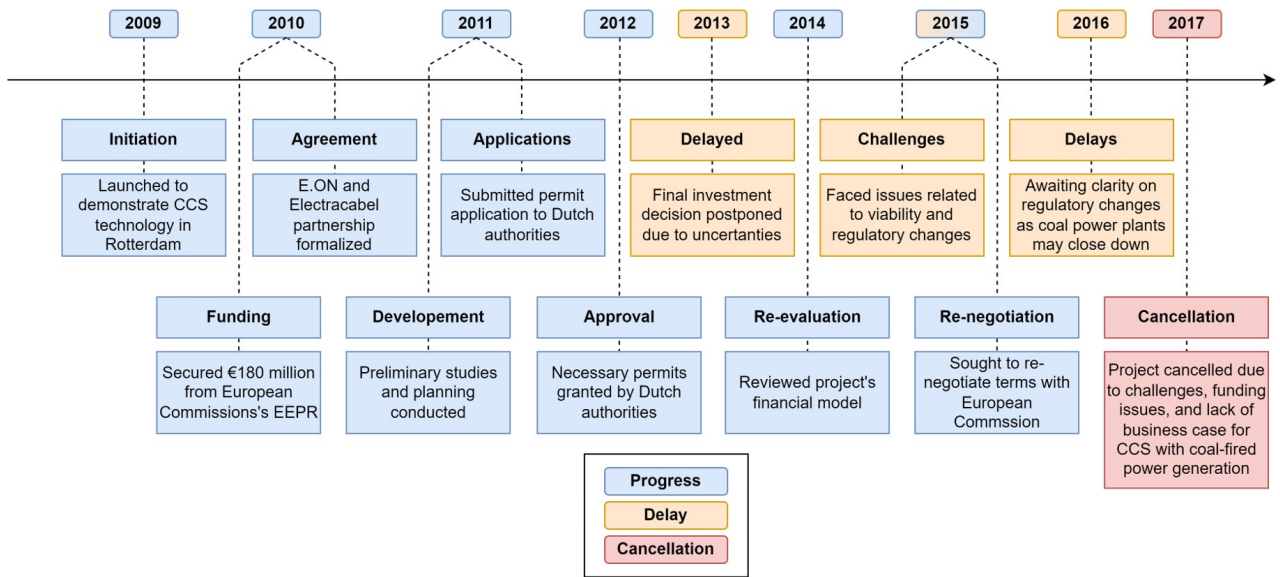 2009
2010
2011
2012
2013
2014
2015
2016
2017
Initiation
Launched to
demonstrate CCS
technology in
Rotterdam
Agreement
E.ON and
Electracabel
partnership
formalized
Applications
Submitted permit
application to Dutch
authorities
Delayed
Final investment
decision postponed
due to uncertanties
Challenges
Faced issues related
to viability and
regulatory changes
Delays
Awaiting clarity on
regulatory changes
as coal power plants
may close down
Funding
Secured €180 million
from European
Commissions's EEPR
Developement
Preliminary studies
and planning
conducted
Approval
Necessary permits
granted by Dutch
authorities
Re-evaluation
Reviewed project's
financial model
Re-negotiation
Sought to re-
negotiate terms with
European
Commssion
Cancellation
Project cancelled due
to challenges, funding
issues, and lack of
business case for
CCS with coal-fired
power generation
Progress
Delay
Cancellation